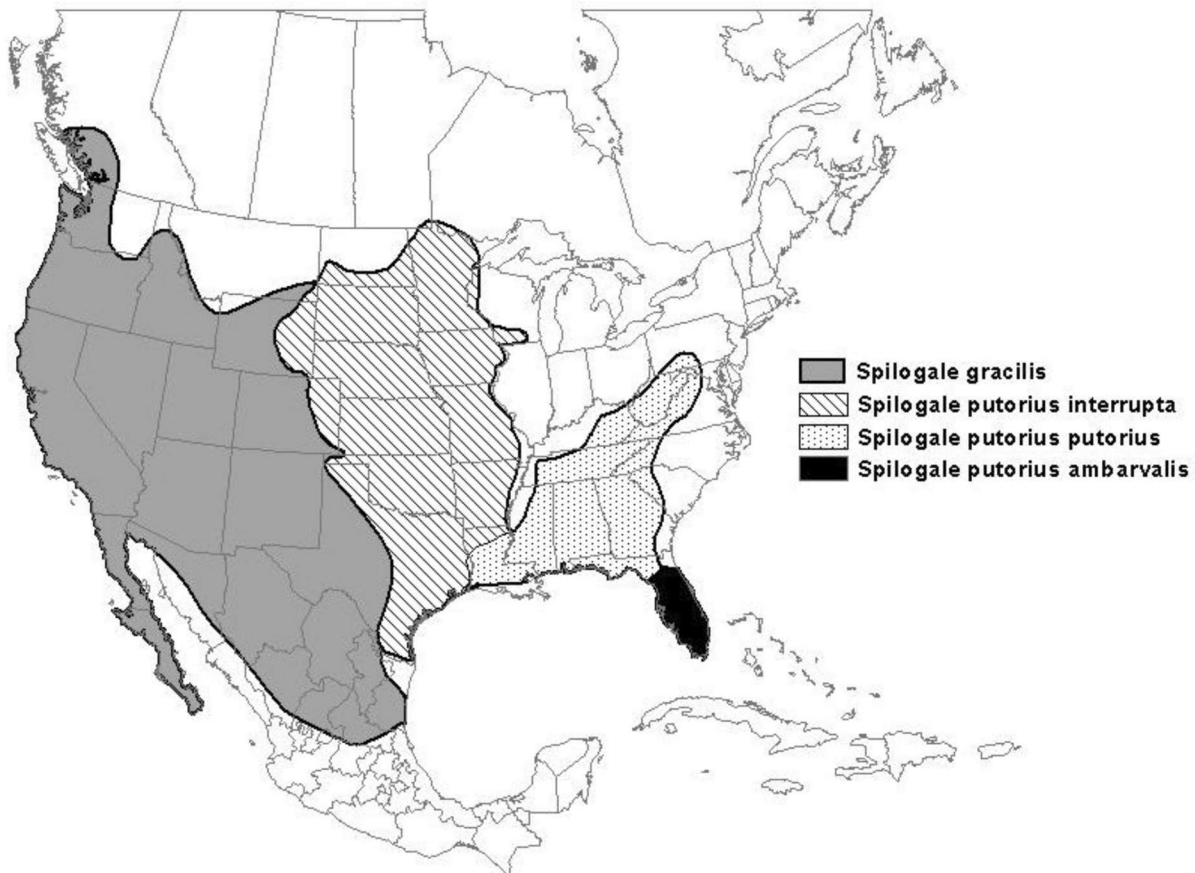 Spilogale gracilis
Spilogale putorius interrupta
Spilogale putorius putorius
Spilogale putorius ambarvalis